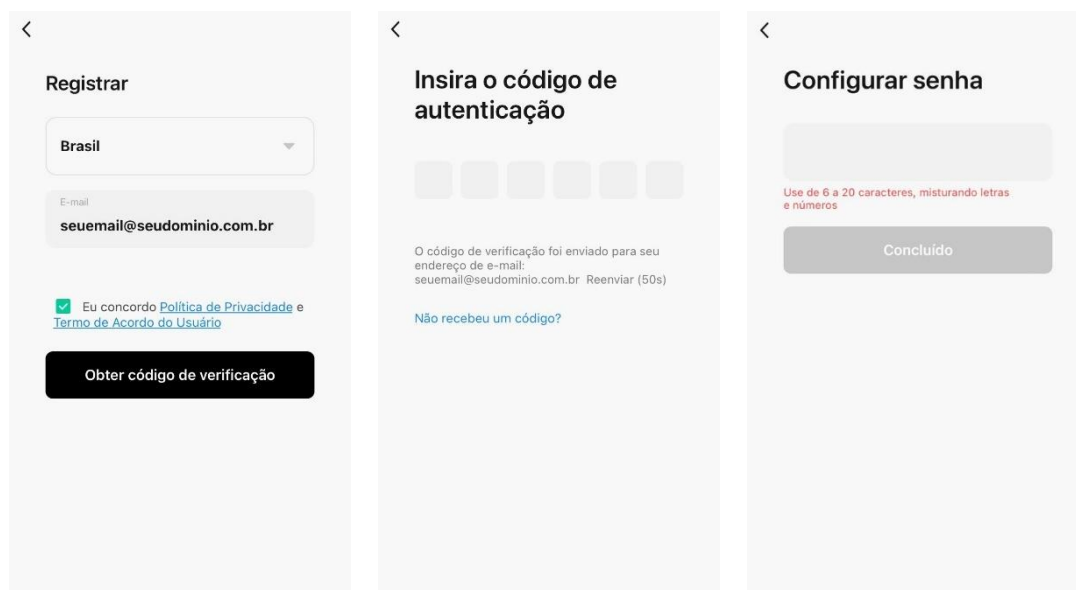 Registrar
Brasil
E-mail
seuemail@seudominio.com.br
Eu concordo Política de Privacidade e
Termo de Acordo do Usuário
Obter código de verificação
Insira o código de
autenticação
O código de verificação foi enviado para seu
endereço de e-mail:
seuemail@seudominio.com.br Reenviar (50s)
Não recebeu um código?
Configurar senha
Use de 6 a 20 caracteres, misturando letras
e números
Concluído